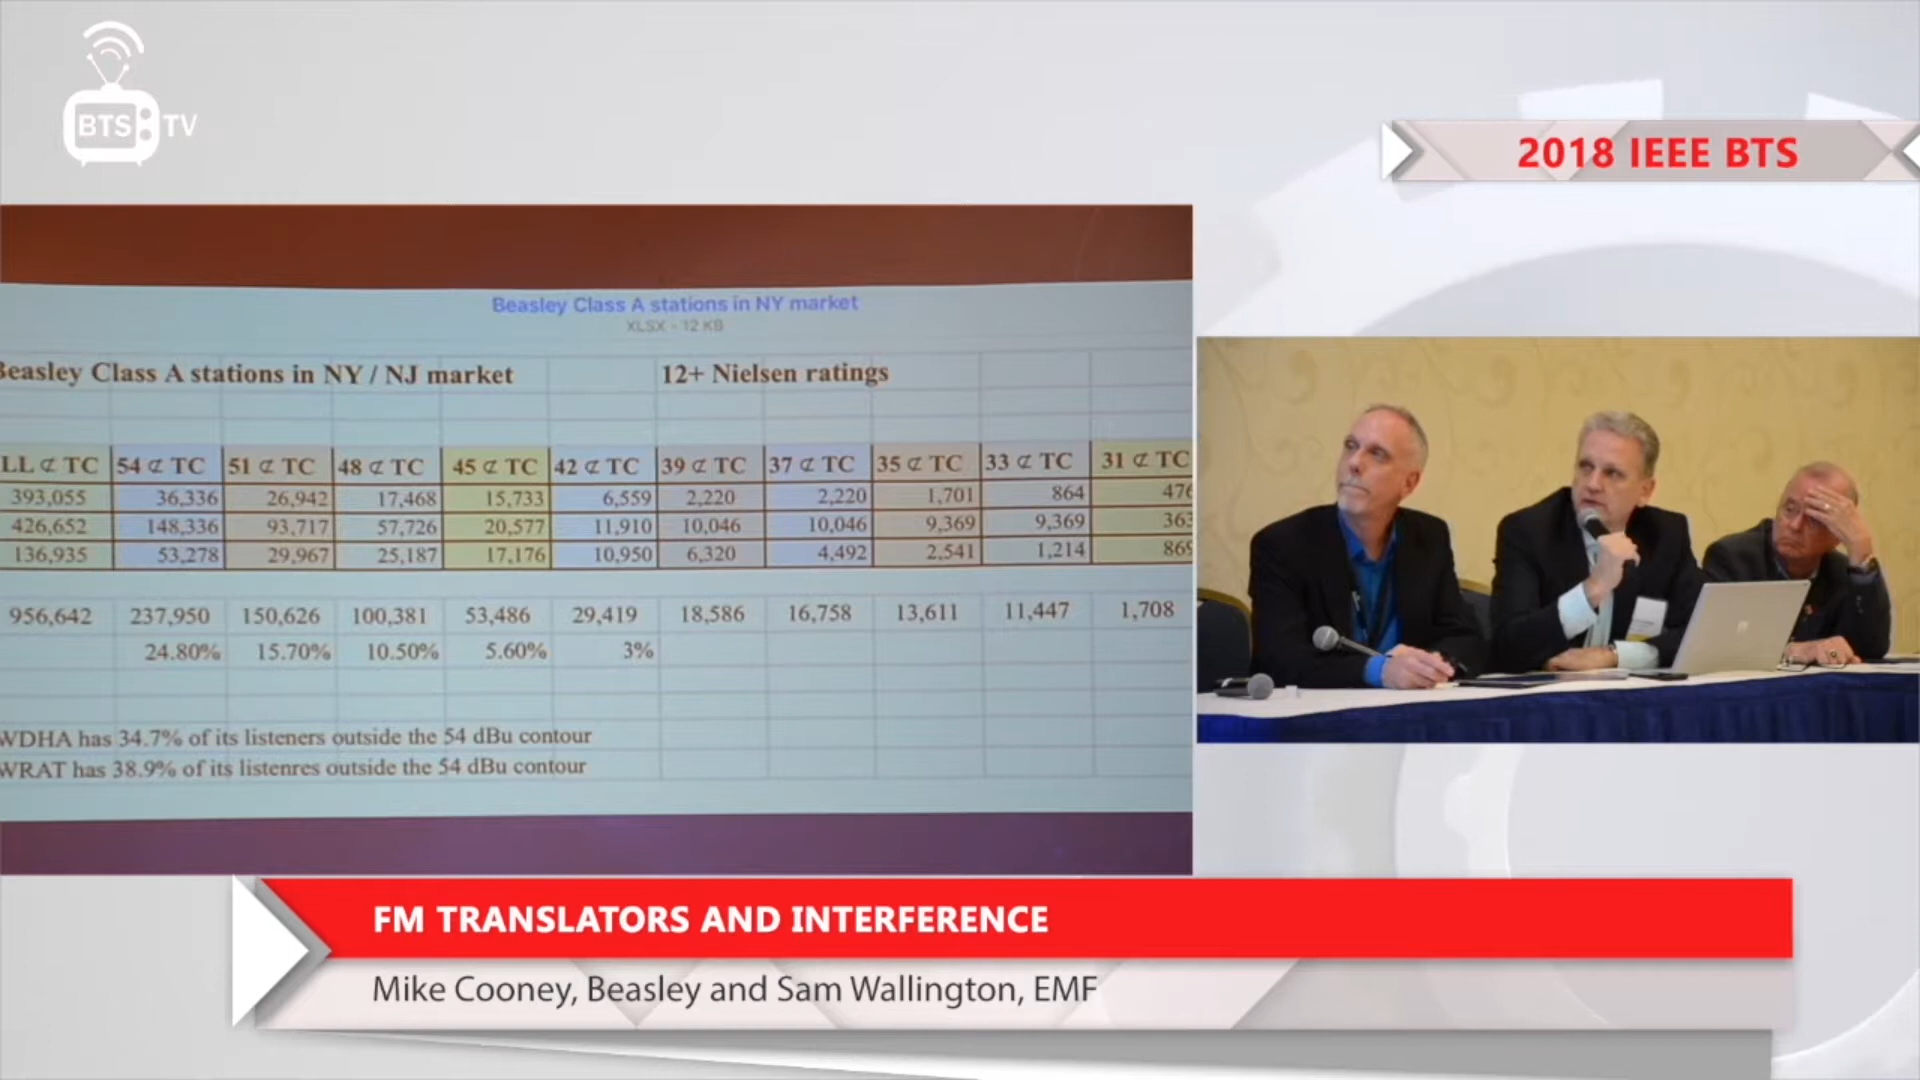 BTS TV
2018 IEEE BTS
Beasley Class A stations in NY market
XLSX - 12 KB
Beasley Class A stations in NY / NJ market 12+ Nielsen ratings
LL ⊄ TC 54 ⊄ TC 51 ⊄ TC 48 ⊄ TC 45 ⊄ TC 42 ⊄ TC 39 ⊄ TC 37 ⊄ TC 35 ⊄ TC 33 ⊄ TC 31 ⊄ TC
393,055 36,336 26,942 17,468 15,733 6,559 2,220 2,220 1,701 864 476
426,652 148,336 93,717 57,726 20,577 11,910 10,046 10,046 9,369 9,369 363
136,935 53,278 29,967 25,187 17,176 10,950 6,320 4,492 2,541 1,214 869
956,642 237,950 150,626 100,381 53,486 29,419 18,586 16,758 13,611 11,447 1,708
24.80% 15.70% 10.50% 5.60% 3%
WDHA has 34.7% of its listeners outside the 54 dBu contour
WRAT has 38.9% of its listenres outside the 54 dBu contour
FM TRANSLATORS AND INTERFERENCE
Mike Cooney, Beasley and Sam Wallington, EMF